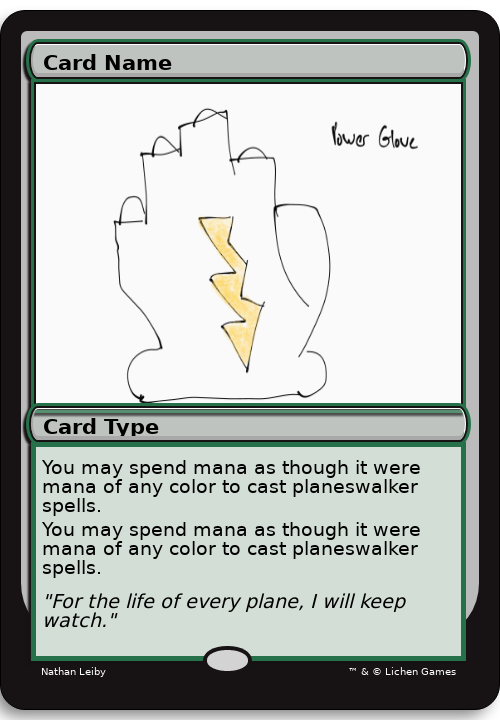 Card Name
Power Glove
Card Type
You may spend mana as though it were
mana of any color to cast planeswalker
spells.
You may spend mana as though it were
mana of any color to cast planeswalker
spells.
"For the life of every plane, I will keep
watch."
Nathan Leiby
™ & © Lichen Games